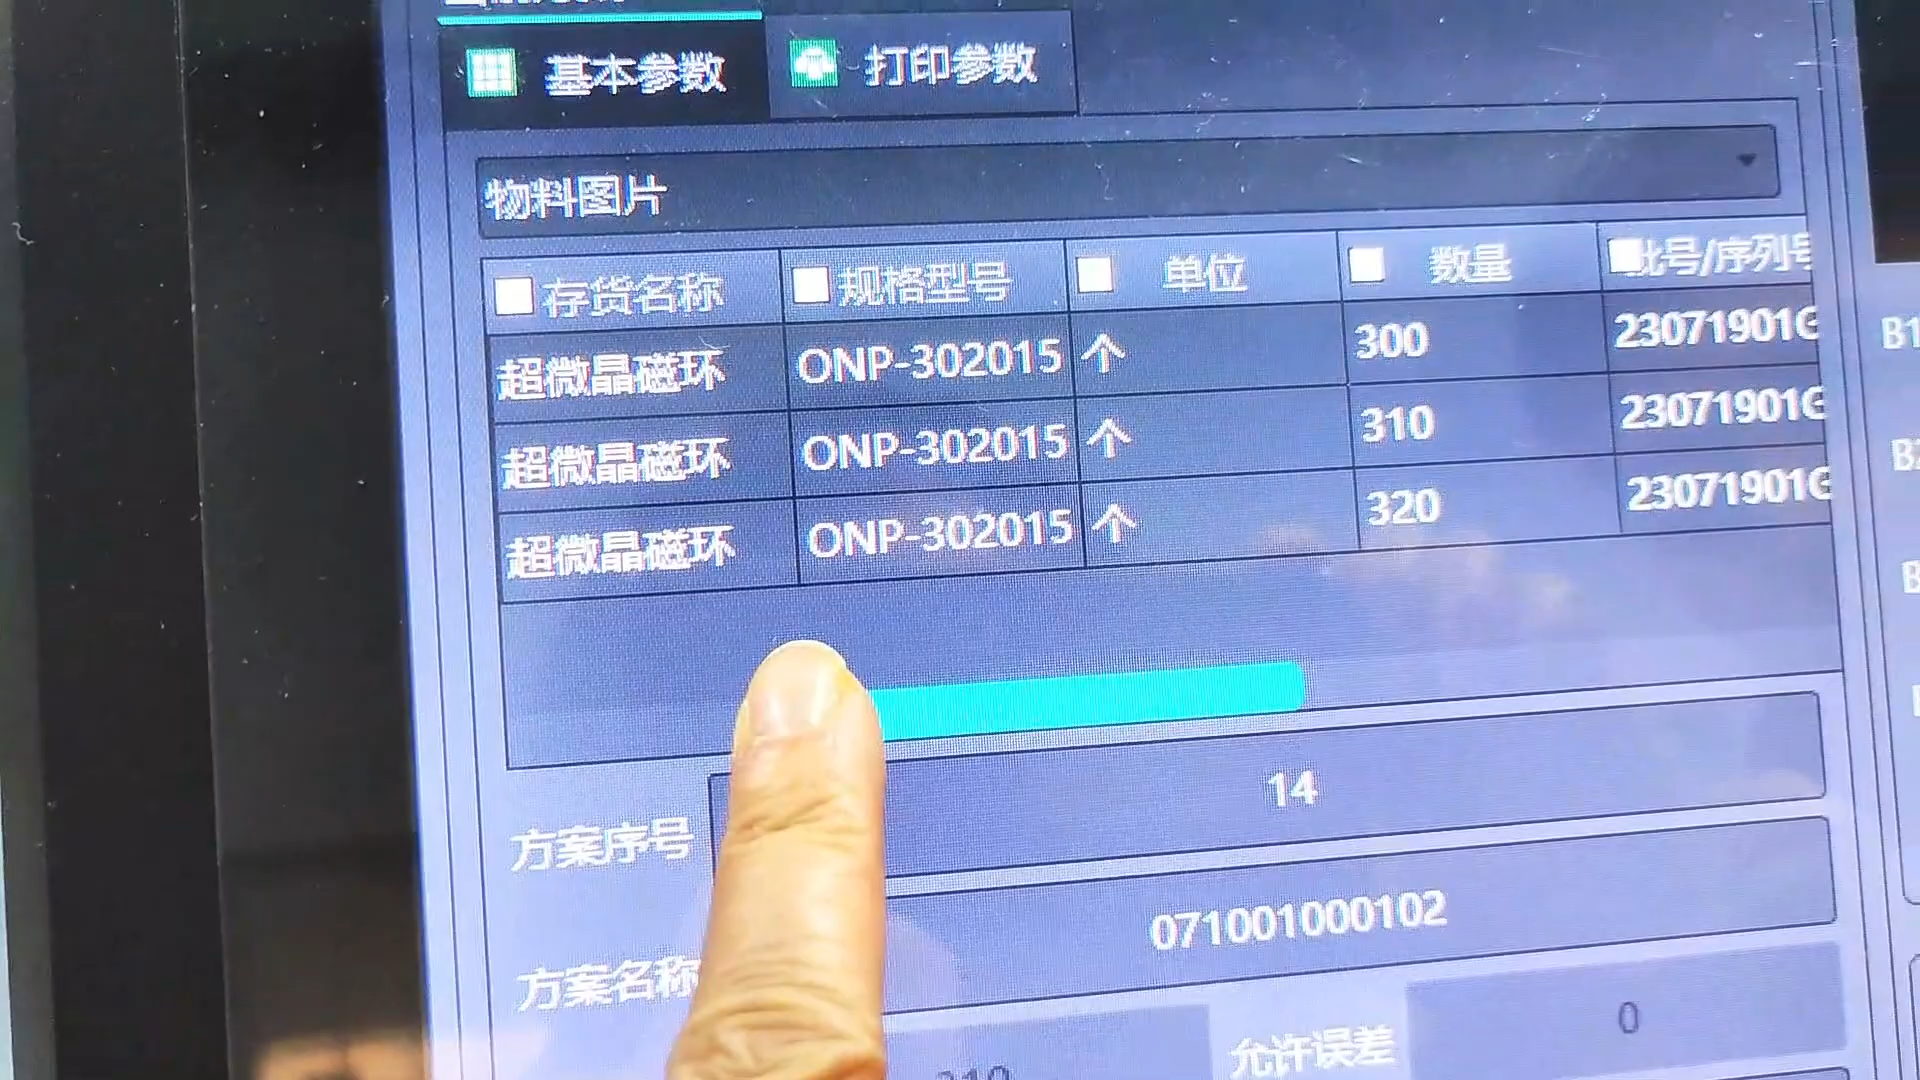 基本参数 打印参数
物料图片
存货名称 规格型号 单位 数量 批号/序列号
超微晶磁环 ONP-302015 个 300 23071901G
超微晶磁环 ONP-302015 个 310 23071901G
超微晶磁环 ONP-302015 个 320 23071901G
方案序号 14
方案名称 071001000102
允许误差 0